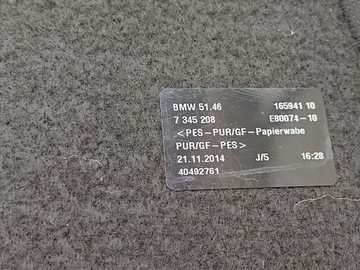 BMW 51.46 165941 10
7 345 208 E80074-10
<PES-PUR/GF-Papierwabe
PUR/GF-PES>
21.11.2014 J/5 16:28
40492761